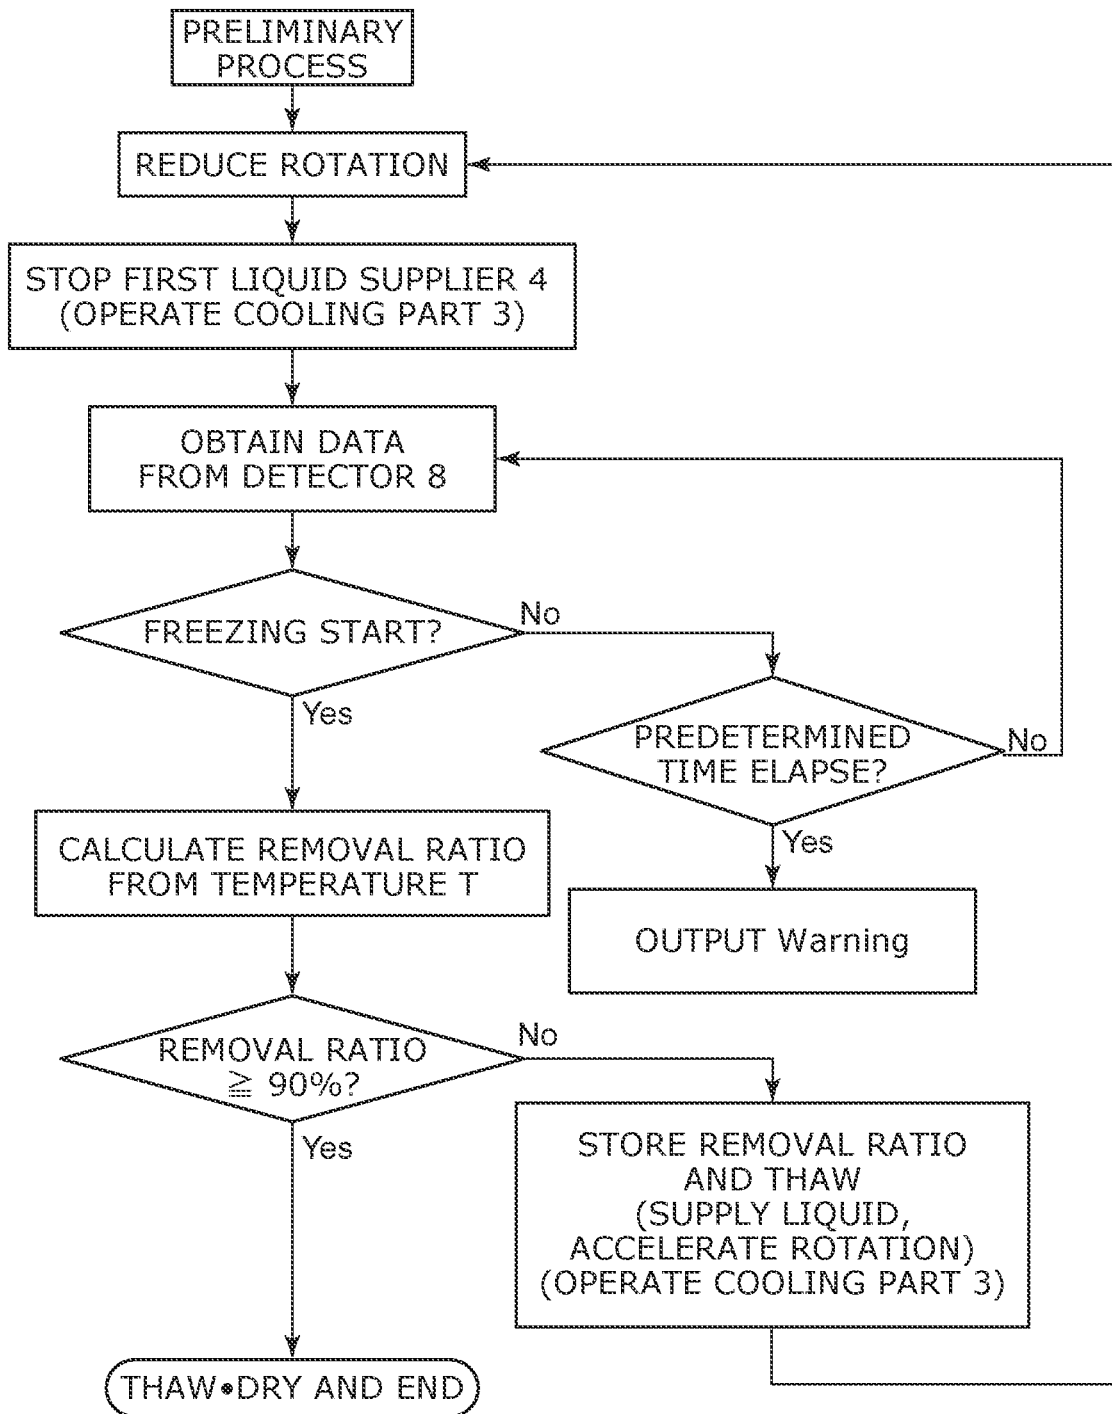 PRELIMINARY
PROCESS
REDUCE ROTATION
STOP FIRST LIQUID SUPPLIER 4
(OPERATE COOLING PART 3)
OBTAIN DATA
FROM DETECTOR 8
FREEZING START?
No
Yes
PREDETERMINED
TIME ELAPSE?
No
Yes
CALCULATE REMOVAL RATIO
FROM TEMPERATURE T
OUTPUT Warning
REMOVAL RATIO
≧ 90%?
No
Yes
STORE REMOVAL RATIO
AND THAW
(SUPPLY LIQUID,
ACCELERATE ROTATION)
(OPERATE COOLING PART 3)
THAW•DRY AND END